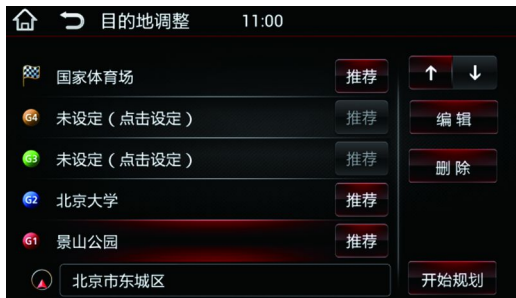 目的地调整 11:00
国家体育场 推荐 ↑ ↓
G4 未设定（点击设定） 推荐 编辑
G3 未设定（点击设定） 推荐 删除
G2 北京大学 推荐
G1 景山公园 推荐
北京市东城区 开始规划